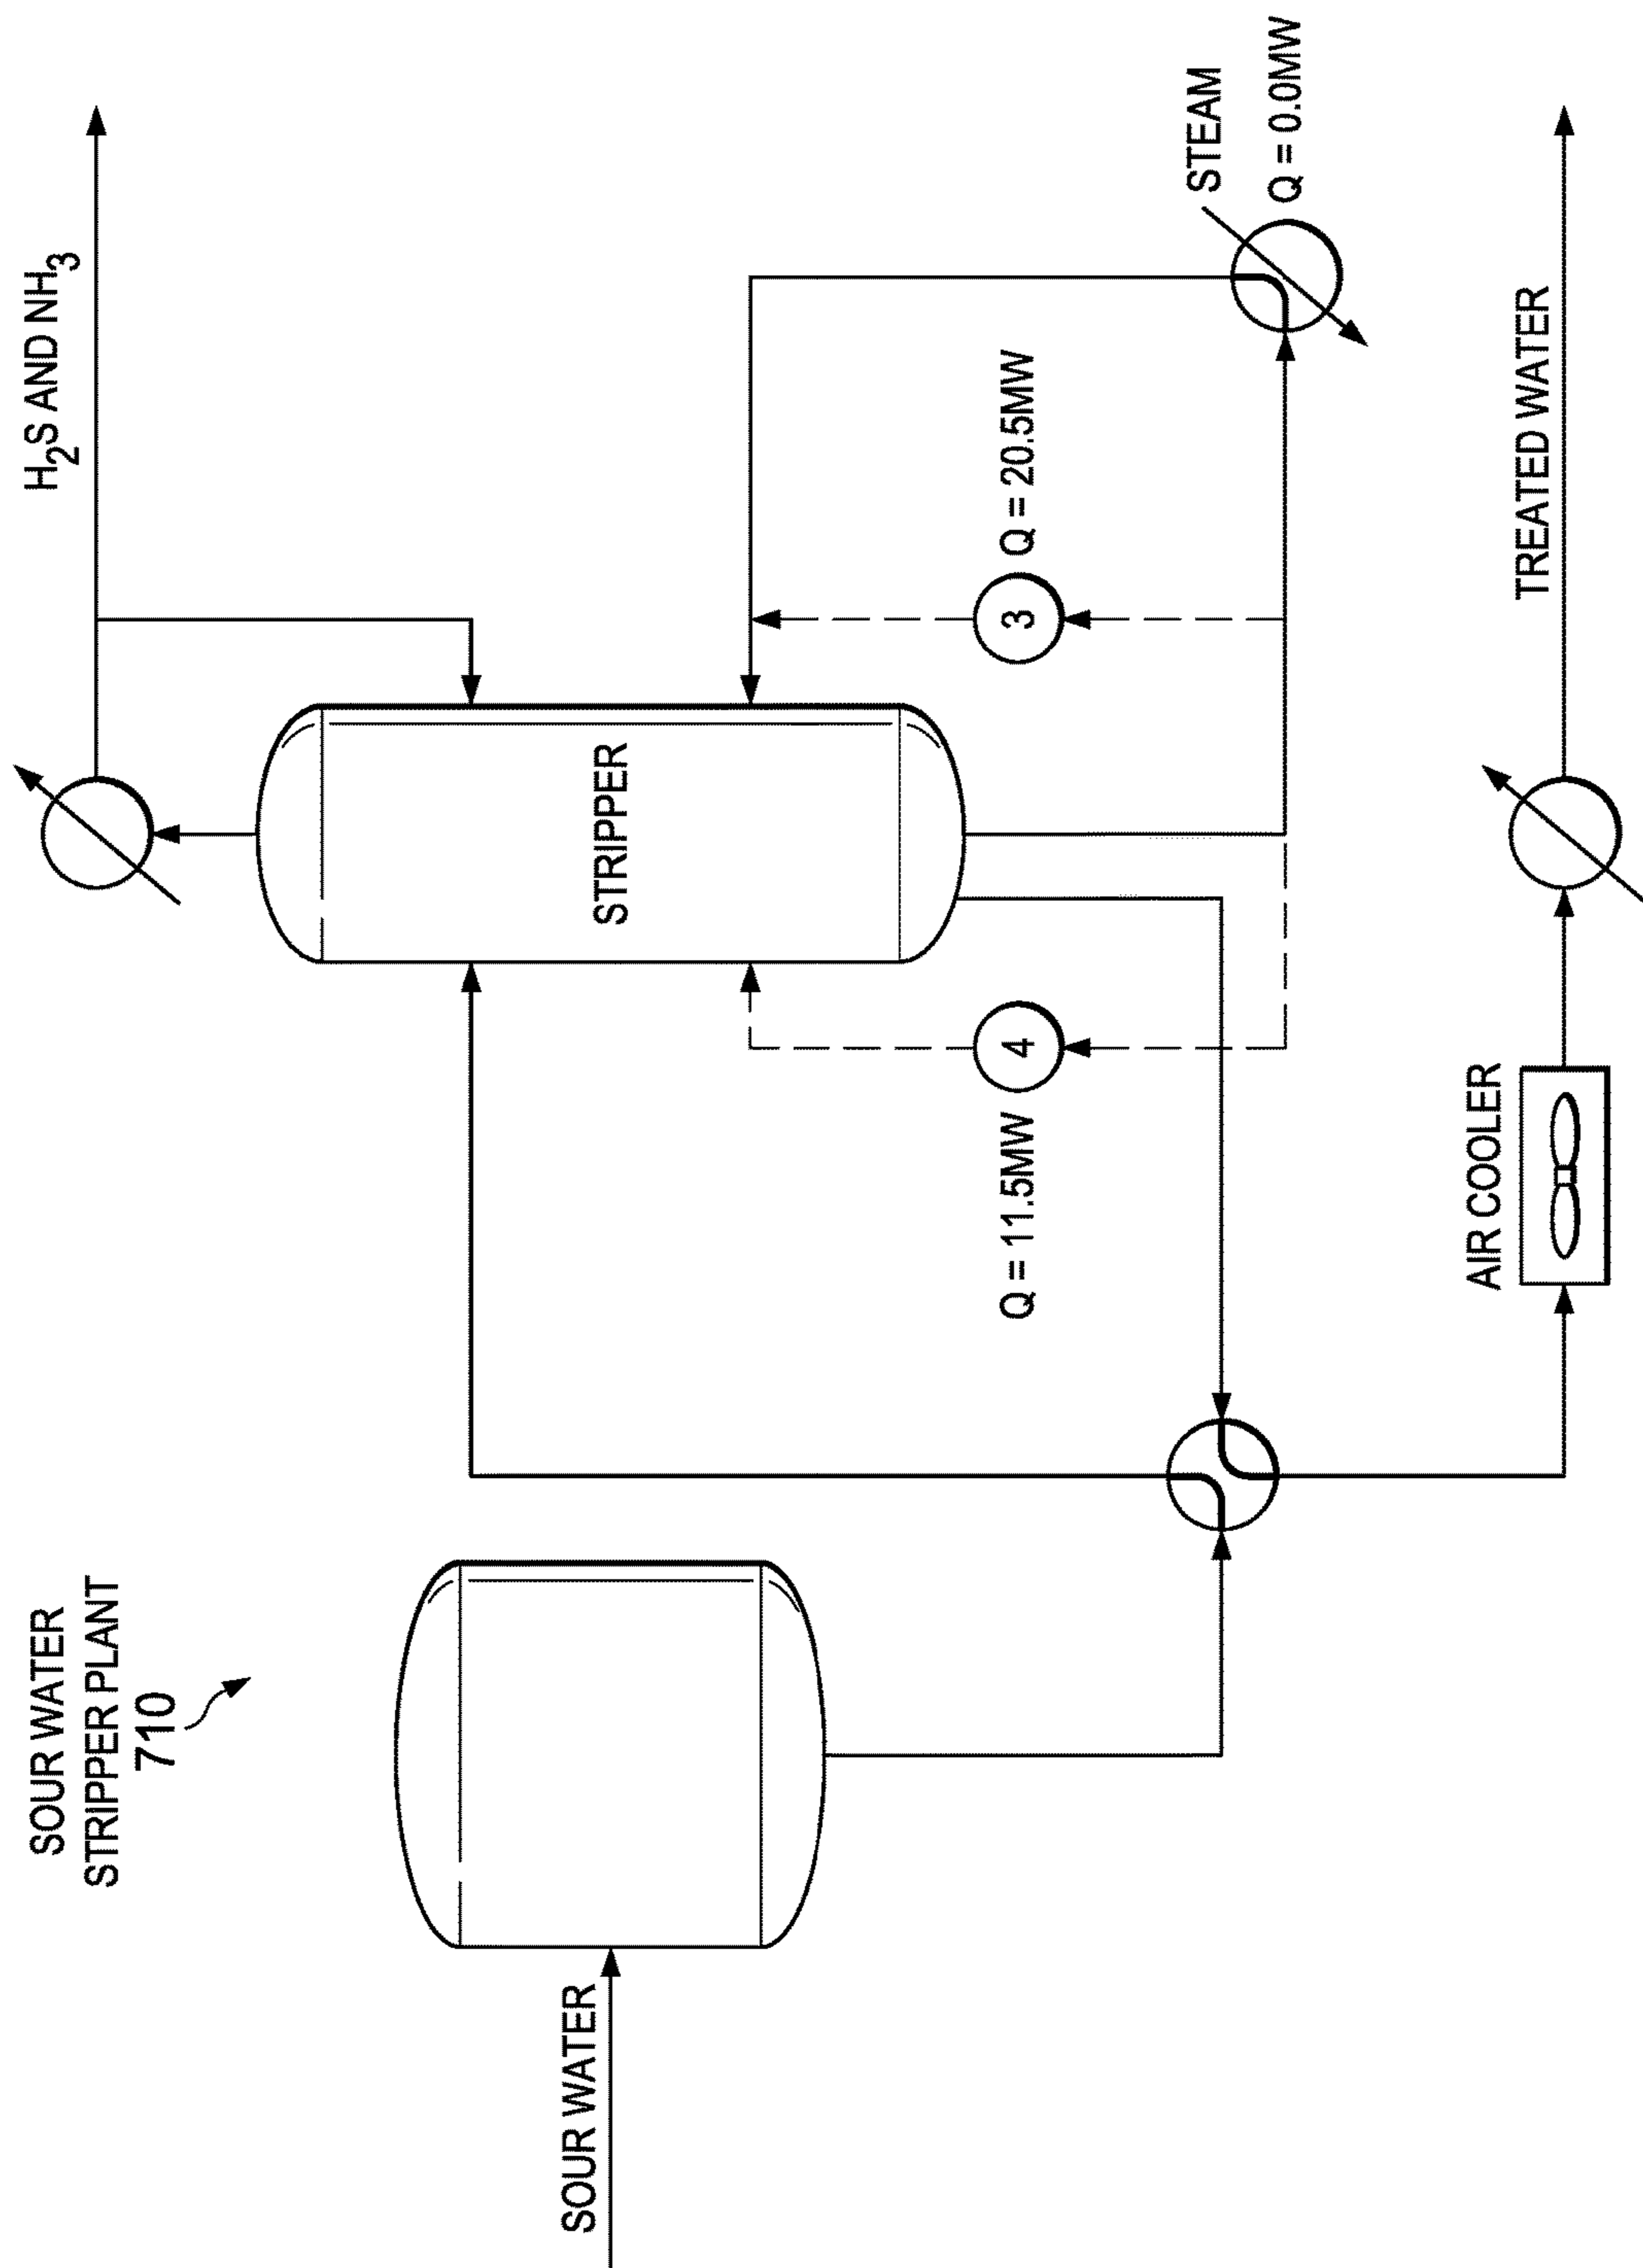 SOUR WATER
STRIPPER PLANT
710
SOUR WATER
H2S AND NH3
STRIPPER
4
Q = 11.5MW
3
Q = 20.5MW
STEAM
Q = 0.0MW
AIR COOLER
TREATED WATER